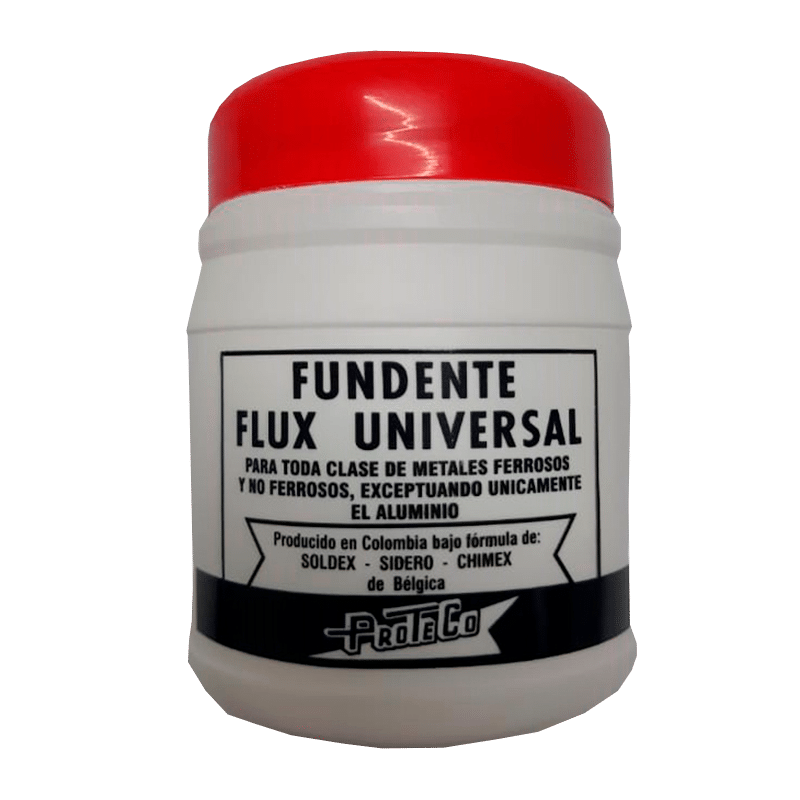 FUNDENTE
FLUX UNIVERSAL
PARA TODA CLASE DE METALES FERROSOS
Y NO FERROSOS, EXCEPTUANDO UNICAMENTE
EL ALUMINIO
Producido en Colombia bajo fórmula de:
SOLDEX - SIDERO - CHIMEX
de Bélgica
PROTECO